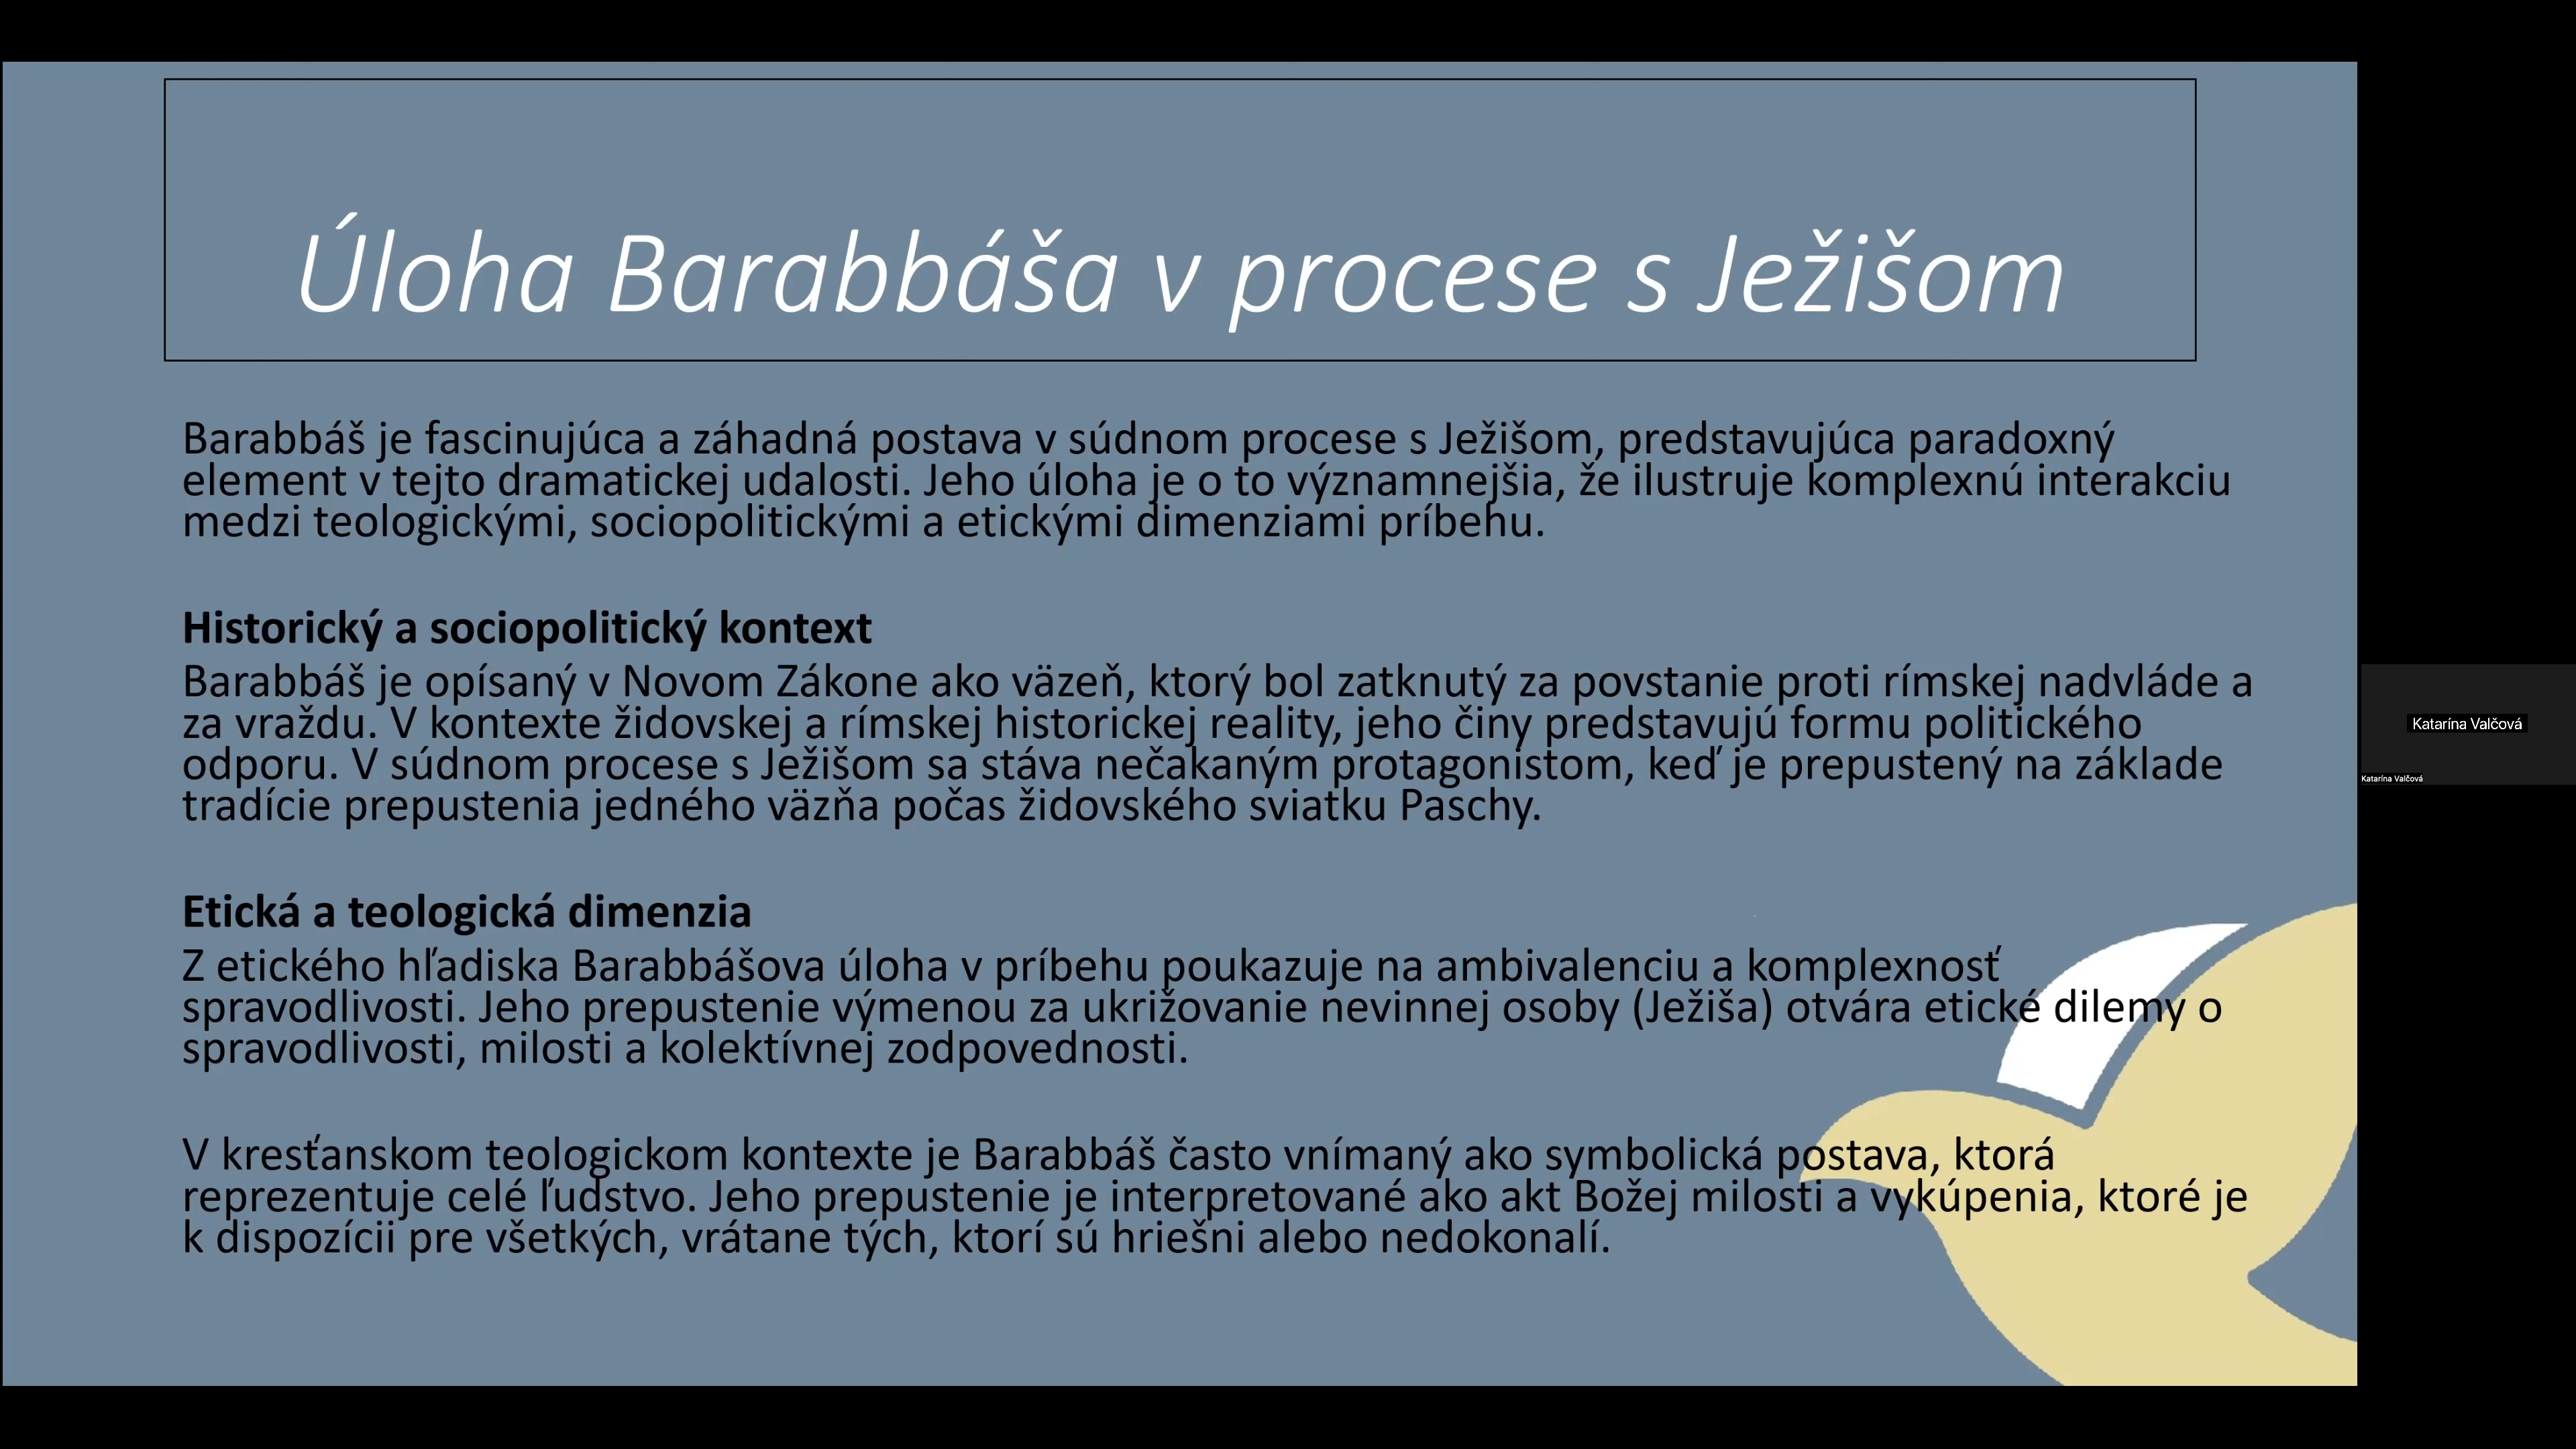 Úloha Barabbáša v procese s Ježišom
Barabbáš je fascinujúca a záhadná postava v súdnom procese s Ježišom, predstavujúca paradoxný
element v tejto dramatickej udalosti. Jeho úloha je o to významnejšia, že ilustruje komplexnú interakciu
medzi teologickými, sociopolitickými a etickými dimenziami príbehu.
Historický a sociopolitický kontext
Barabbáš je opísaný v Novom Zákone ako väzeň, ktorý bol zatknutý za povstanie proti rímskej nadvláde a
za vraždu. V kontexte židovskej a rímskej historickej reality, jeho činy predstavujú formu politického
odporu. V súdnom procese s Ježišom sa stáva nečakaným protagonistom, keď je prepustený na základe
tradície prepustenia jedného väzňa počas židovského sviatku Paschy.
Etická a teologická dimenzia
Z etického hľadiska Barabbášova úloha v príbehu poukazuje na ambivalenciu a komplexnosť
spravodlivosti. Jeho prepustenie výmenou za ukrižovanie nevinnej osoby (Ježiša) otvára etické dilemy o
spravodlivosti, milosti a kolektívnej zodpovednosti.
V kresťanskom teologickom kontexte je Barabbáš často vnímaný ako symbolická postava, ktorá
reprezentuje celé ľudstvo. Jeho prepustenie je interpretované ako akt Božej milosti a vykúpenia, ktoré je
k dispozícii pre všetkých, vrátane tých, ktorí sú hriešni alebo nedokonalí.
Katarína Valčová
Katarína Valčová